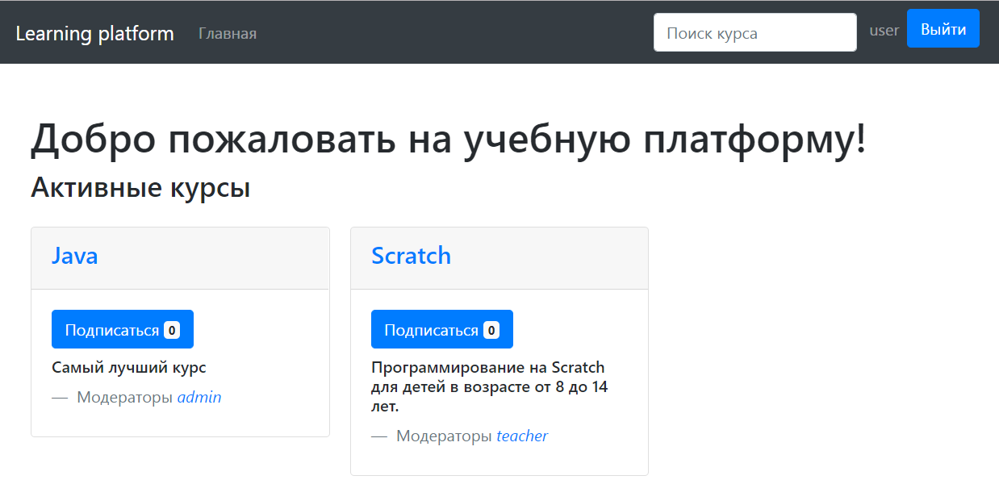 Learning platform Главная Поиск курса user Выйти
Добро пожаловать на учебную платформу!
Активные курсы
Java
Подписаться 0
Самый лучший курс
— Модераторы admin
Scratch
Подписаться 0
Программирование на Scratch
для детей в возрасте от 8 до 14
лет.
— Модераторы teacher